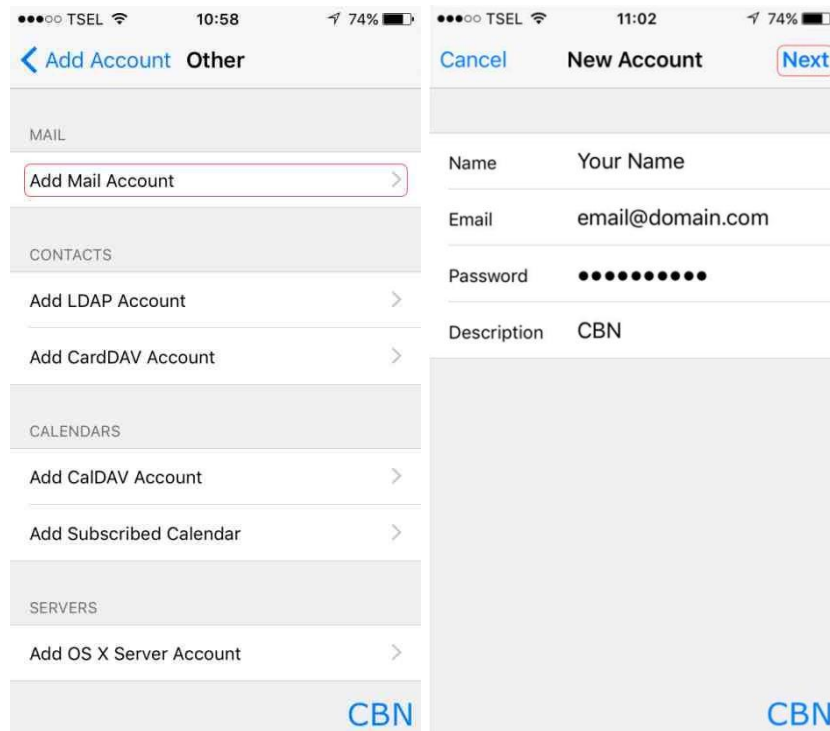 TSEL 10:58 74%
Add Account Other
MAIL
Add Mail Account
CONTACTS
Add LDAP Account
Add CardDAV Account
CALENDARS
Add CalDAV Account
Add Subscribed Calendar
SERVERS
Add OS X Server Account
CBN
TSEL 11:02 74%
Cancel New Account Next
Name Your Name
Email email@domain.com
Password ●●●●●●●●●●
Description CBN
CBN